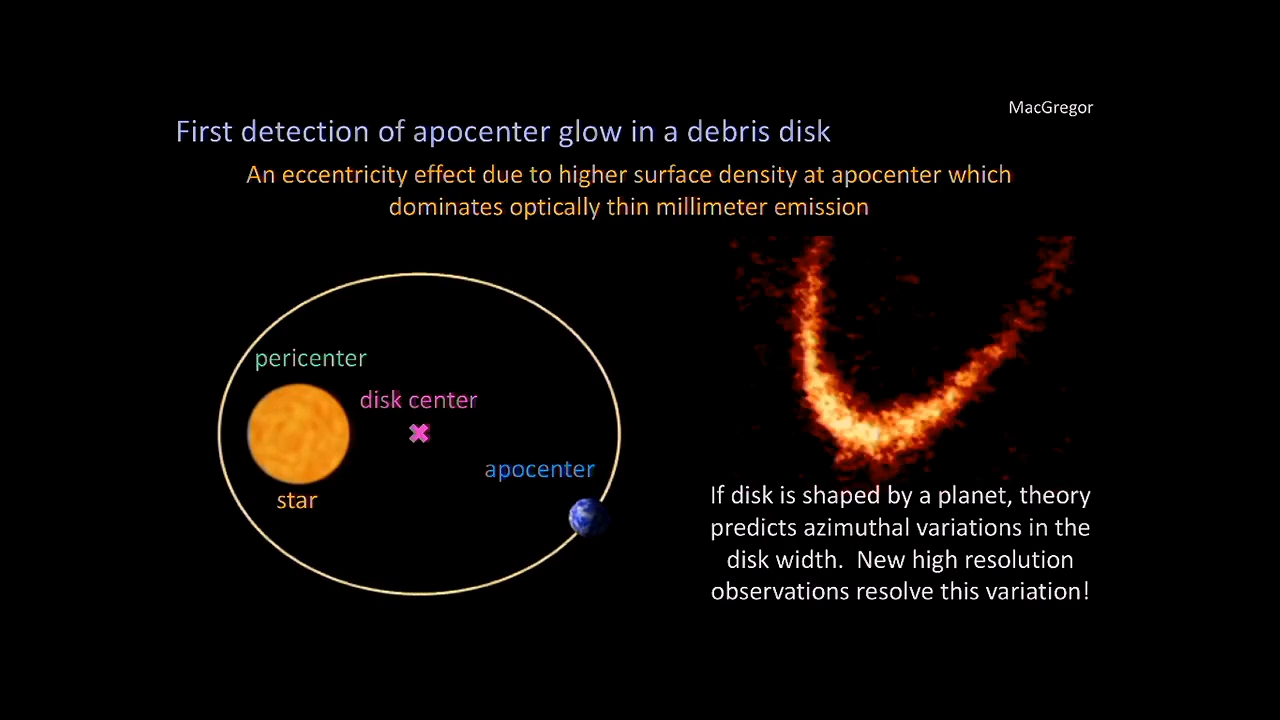 MacGregor
First detection of apocenter glow in a debris disk
An eccentricity effect due to higher surface density at apocenter which
dominates optically thin millimeter emission
pericenter
disk center
apocenter
star
If disk is shaped by a planet, theory
predicts azimuthal variations in the
disk width.  New high resolution
observations resolve this variation!